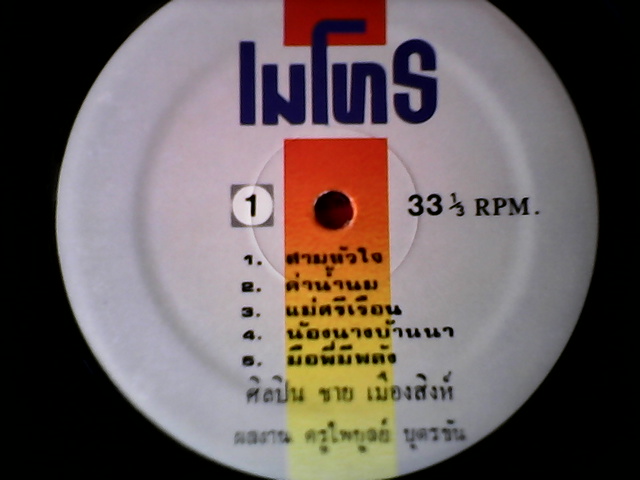 เมโทร
1 33 1/3 RPM.
1. สามหัวใจ
2. ค่าน้ำนม
3. แม่ศรีเรือน
4. น้องนางบ้านนา
5. มือพี่มีพลัง
ศิลปิน ชาย เมืองสิงห์
ผลงาน ครูไพบูลย์ บุตรขัน